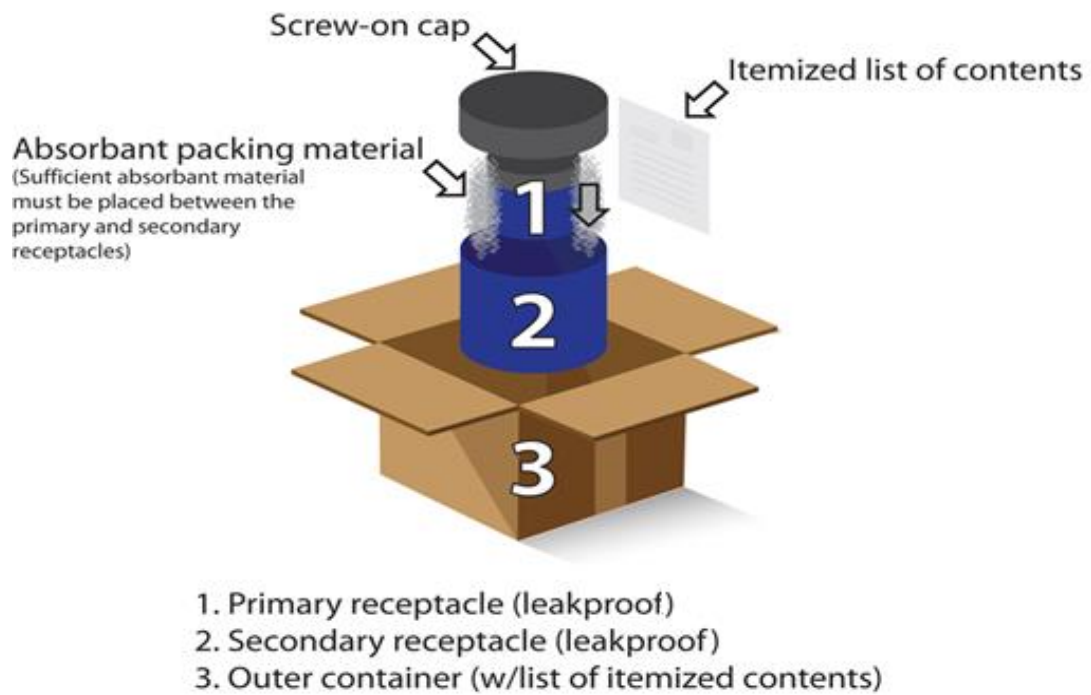 Screw-on cap
Itemized list of contents
Absorbant packing material
(Sufficient absorbant material
must be placed between the
primary and secondary
receptacles)
1
2
3
1. Primary receptacle (leakproof)
2. Secondary receptacle (leakproof)
3. Outer container (w/list of itemized contents)